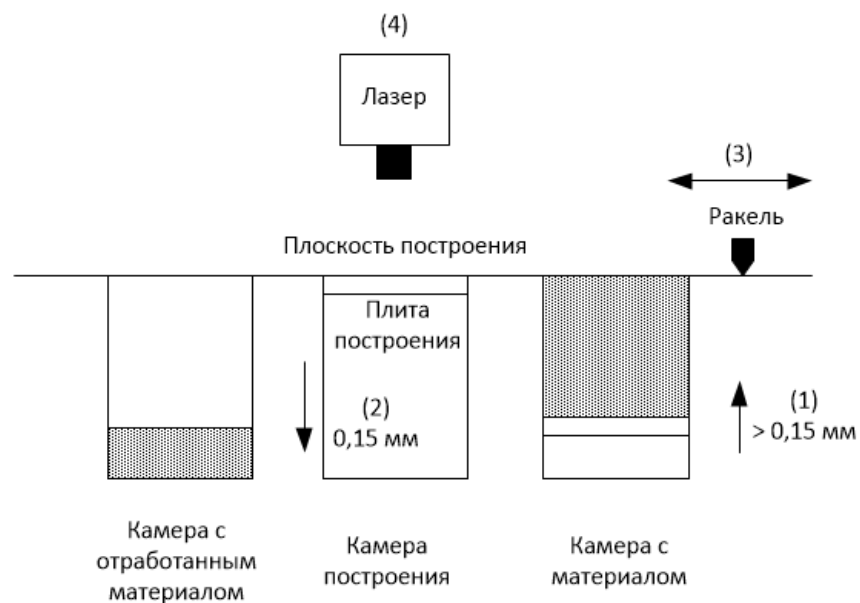 (4)
Лазер
(3)
Ракель
Плоскость построения
Плита
построения
(2)
0,15 мм
(1)
> 0,15 мм
Камера с
отработанным
материалом
Камера
построения
Камера с
материалом